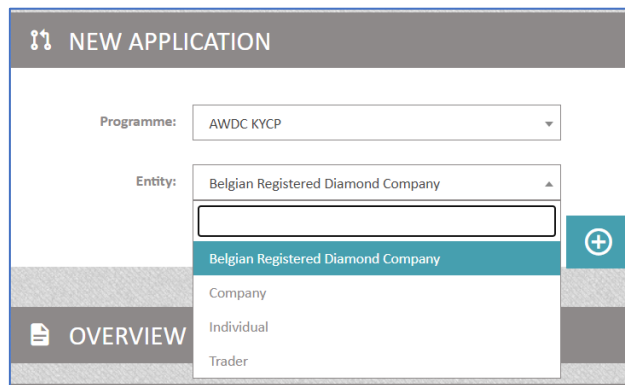 NEW APPLICATION
Programme: AWDC KYCP
Entity: Belgian Registered Diamond Company
Belgian Registered Diamond Company
Company
Individual
Trader
OVERVIEW